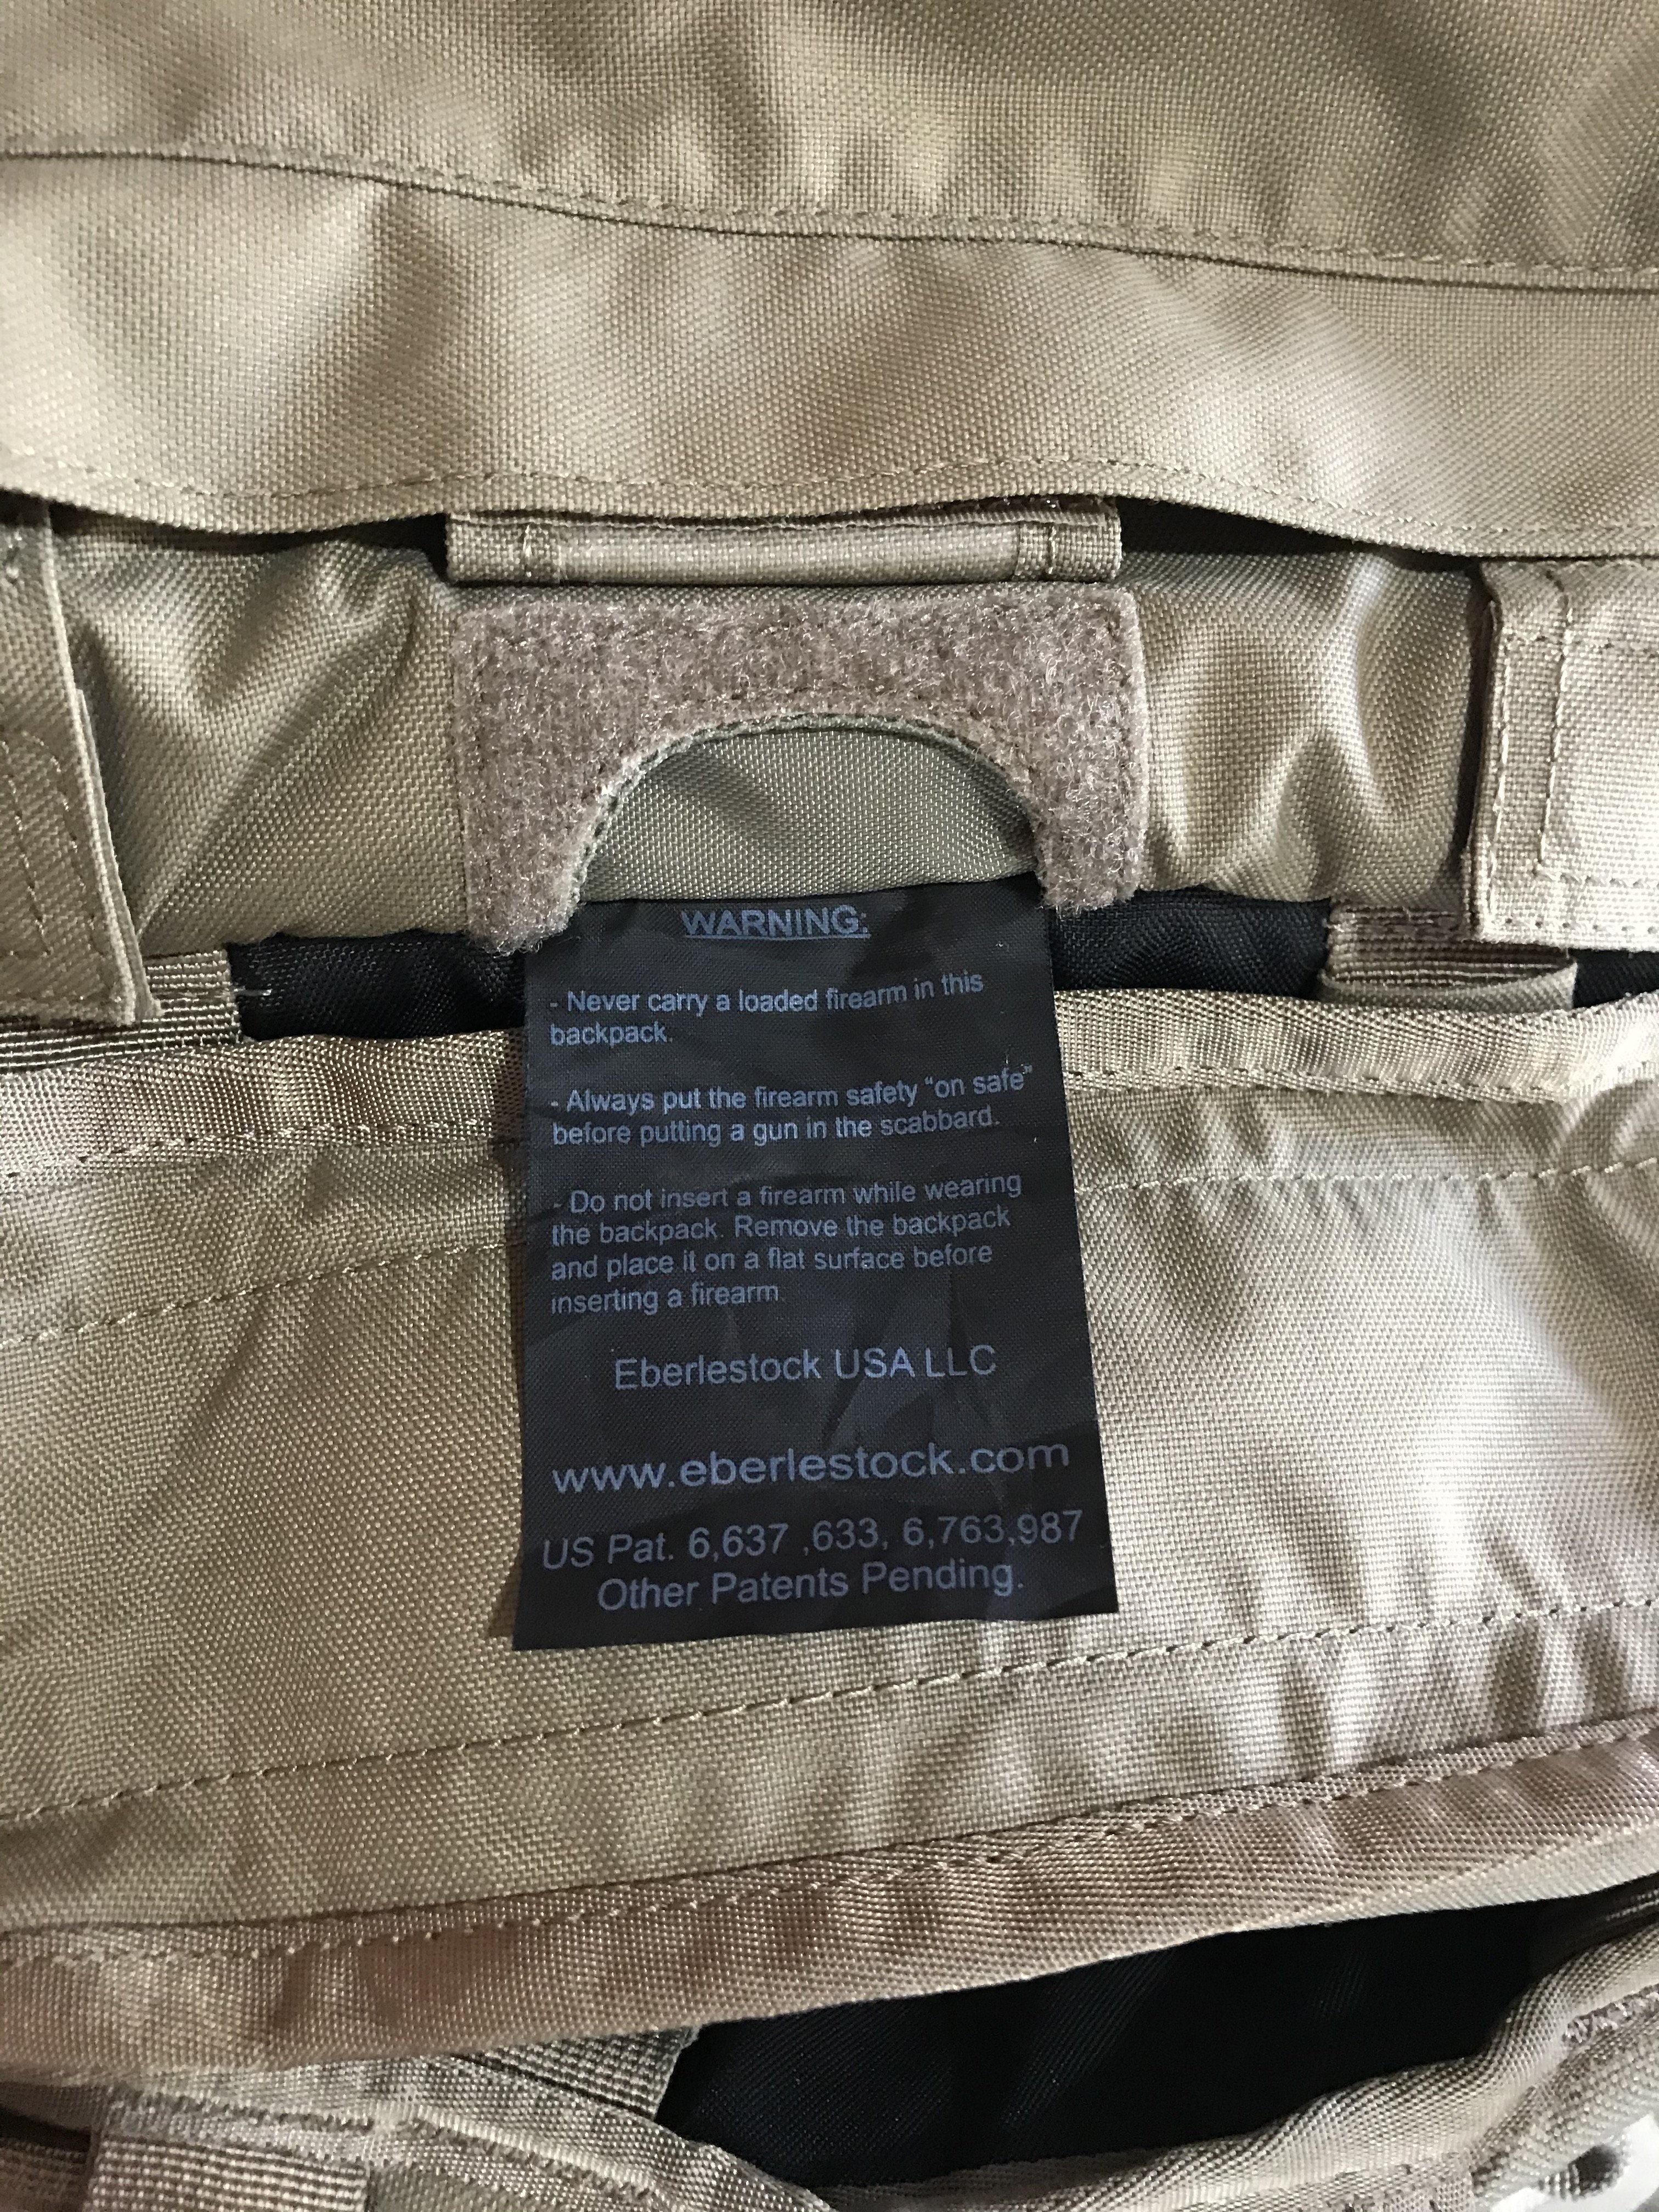 WARNING:
- Never carry a loaded firearm in this
backpack.
- Always put the firearm safety “on safe”
before putting a gun in the scabbard.
- Do not insert a firearm while wearing
the backpack. Remove the backpack
and place it on a flat surface before
inserting a firearm.
Eberlestock USA LLC
www.eberlestock.com
US Pat. 6,637 ,633, 6,763,987
Other Patents Pending.